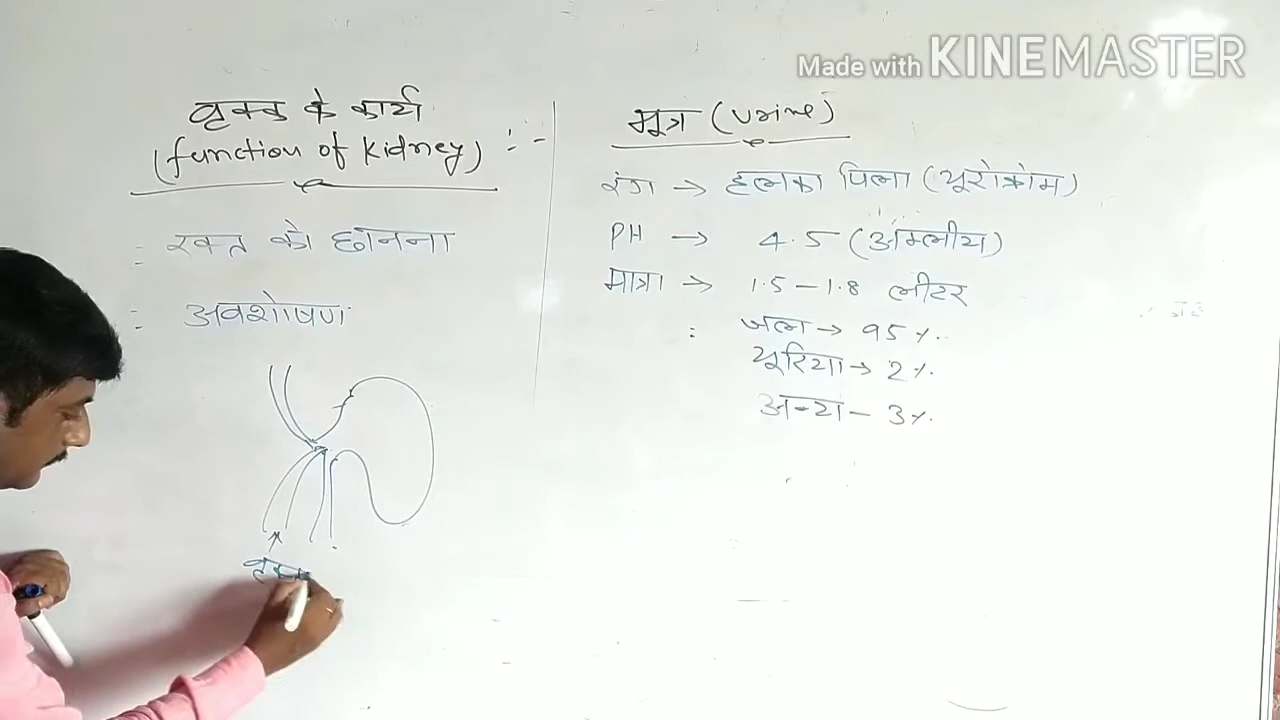 Made with KINEMASTER
वृक्क के कार्य
(function of kidney) :-
= रक्त को छानना
= अवशोषण
मूत्र (Urine)
रंग → हलका पिला (यूरोक्रोम)
PH → 4.5 (अम्लीय)
मात्रा → 1.5 - 1.8 लीटर
: जल → 95 %.
यूरिया → 2 %.
अन्य - 3 %.